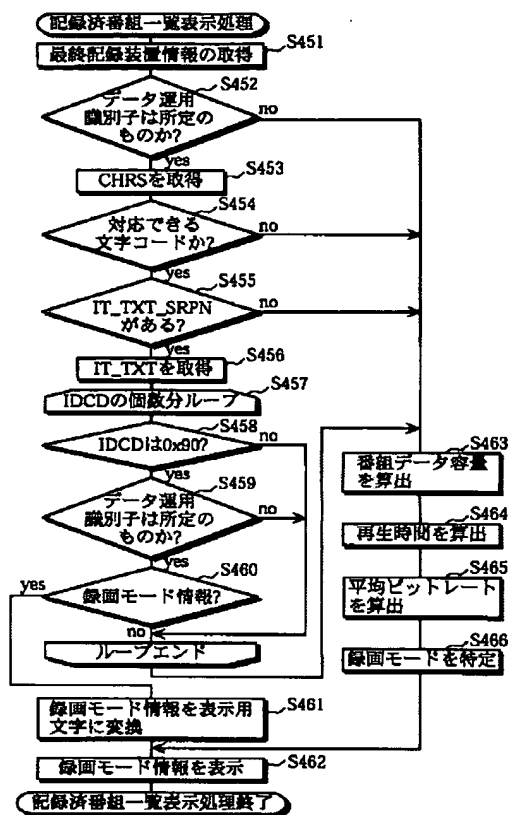 記録済番組一覧表示処理
S451
最終記録装置情報の取得
S452
データ運用
識別子は所定の
ものか?
no
yes
S453
CHRSを取得
S454
対応できる
文字コードか?
no
yes
S455
IT_TXT_SRPN
がある?
no
yes
S456
IT_TXTを取得
S457
IDCDの個数分ループ
S458
IDCDは0x90?
no
yes
S459
データ運用
識別子は所定の
ものか?
no
yes
S460
yes
録画モード情報?
no
ループエンド
S463
番組データ容量
を算出
S464
再生時間を算出
S465
平均ビットレート
を算出
S466
録画モードを特定
S461
録画モード情報を表示用
文字に変換
S462
録画モード情報を表示
記録済番組一覧表示処理終了